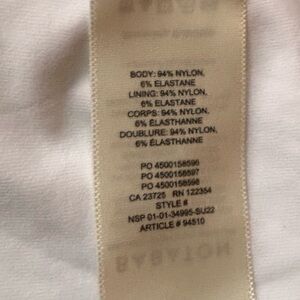 BODY: 94% NYLON,
6% ELASTANE
LINING: 94% NYLON,
6% ELASTANE
CORPS: 94% NYLON,
6% ÉLASTHANNE
DOUBLURE: 94% NYLON,
6% ÉLASTHANNE
PO 4500158596
PO 4500158597
PO 4500158598
CA 23725 RN 122354
STYLE #
NSP 01-01-34995-SU22
ARTICLE # 94510
BABATON